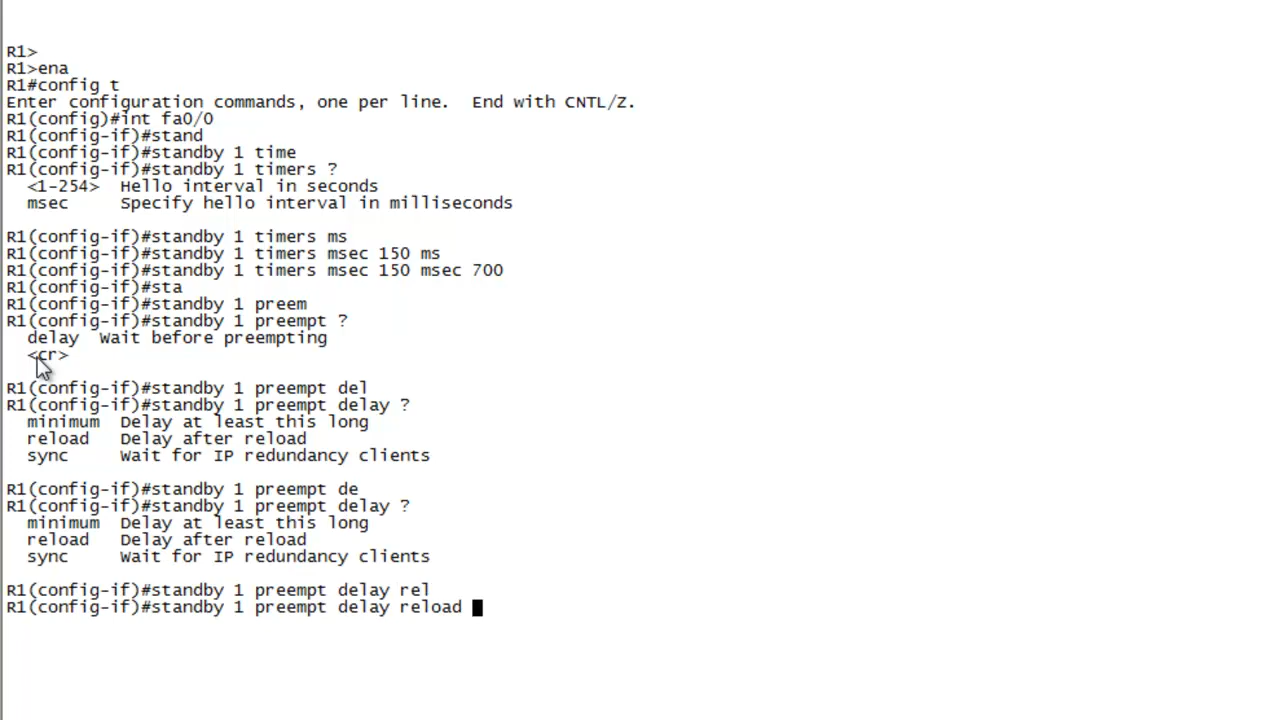 R1>
R1>ena
R1#config t
Enter configuration commands, one per line.  End with CNTL/Z.
R1(config)#int fa0/0
R1(config-if)#stand
R1(config-if)#standby 1 time
R1(config-if)#standby 1 timers ?
  <1-254>  Hello interval in seconds
  msec     Specify hello interval in milliseconds

R1(config-if)#standby 1 timers ms
R1(config-if)#standby 1 timers msec 150 ms
R1(config-if)#standby 1 timers msec 150 msec 700
R1(config-if)#sta
R1(config-if)#standby 1 preem
R1(config-if)#standby 1 preempt ?
  delay  Wait before preempting
  <cr>

R1(config-if)#standby 1 preempt del
R1(config-if)#standby 1 preempt delay ?
  minimum  Delay at least this long
  reload   Delay after reload
  sync     Wait for IP redundancy clients

R1(config-if)#standby 1 preempt de
R1(config-if)#standby 1 preempt delay ?
  minimum  Delay at least this long
  reload   Delay after reload
  sync     Wait for IP redundancy clients

R1(config-if)#standby 1 preempt delay rel
R1(config-if)#standby 1 preempt delay reload